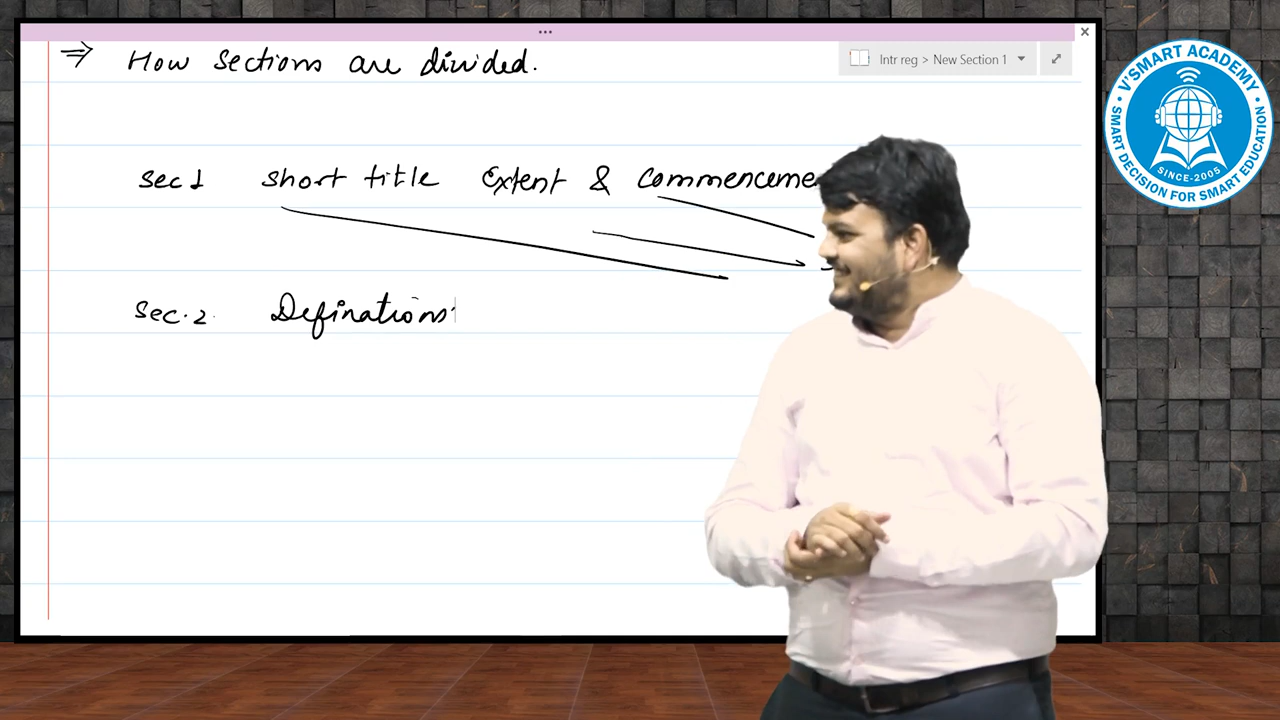 ⇒ How Sections are divided.
Intr reg > New Section 1
Sec 1 Short title Extent & Commenceme
Sec. 2. Definations
V'SMART ACADEMY
SINCE-2005
SMART DECISION FOR SMART EDUCATION